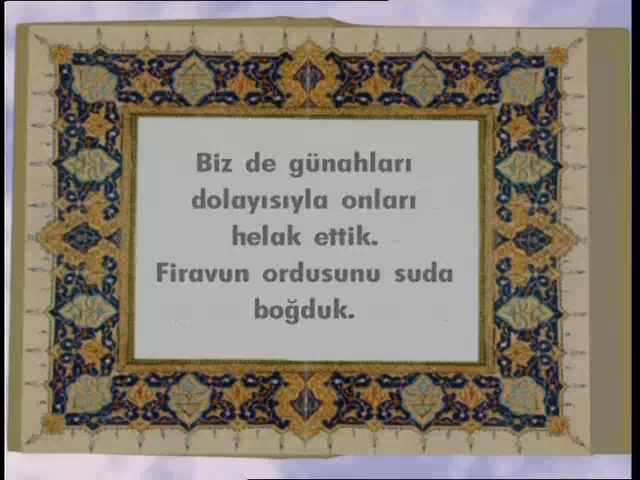 Biz de günahları
dolayısıyla onları
helak ettik.
Firavun ordusunu suda
boğduk.